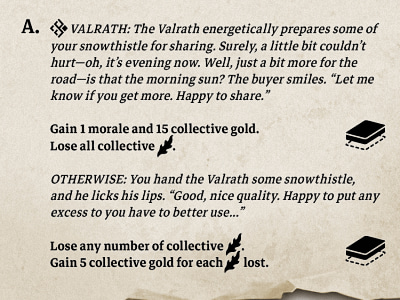 A. VALRATH: The Valrath energetically prepares some of
your snowthistle for sharing. Surely, a little bit couldn't
hurt—oh, it's evening now. Well, just a bit more for the
road—is that the morning sun? The buyer smiles. “Let me
know if you get more. Happy to share.”
Gain 1 morale and 15 collective gold.
Lose all collective .
OTHERWISE: You hand the Valrath some snowthistle,
and he licks his lips. “Good, nice quality. Happy to put any
excess to you have to better use...”
Lose any number of collective .
Gain 5 collective gold for each lost.